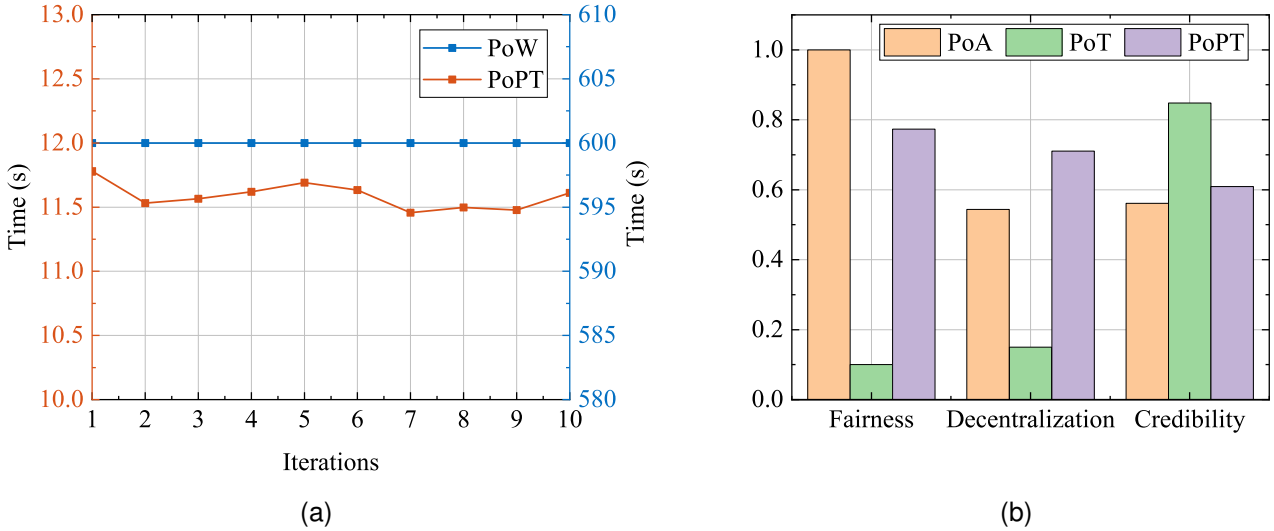 13.0
12.5
12.0
11.5
11.0
10.5
10.0
Time (s)
610
605
600
595
590
585
580
Time (s)
PoW
PoPT
1 2 3 4 5 6 7 8 9 10
Iterations
(a)
PoA PoT PoPT
1.0
0.8
0.6
0.4
0.2
0.0
Fairness Decentralization Credibility
(b)